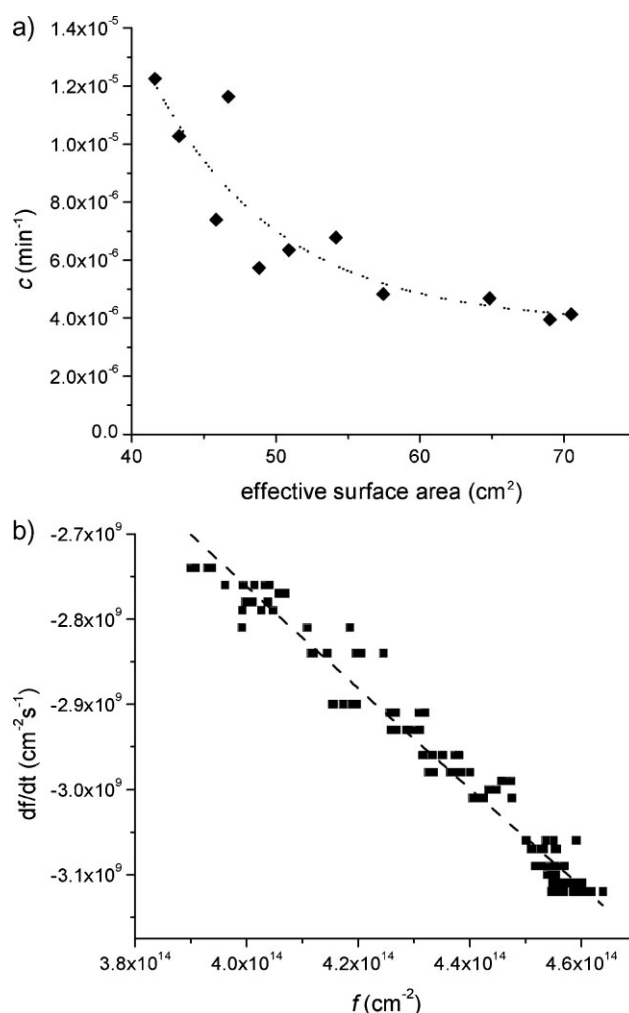 a)
1.4x10⁻⁵
1.2x10⁻⁵
1.0x10⁻⁵
8.0x10⁻⁶
6.0x10⁻⁶
4.0x10⁻⁶
2.0x10⁻⁶
0.0
c (min⁻¹)
40 50 60 70
effective surface area (cm²)
b)
-2.7x10⁹
-2.8x10⁹
-2.9x10⁹
-3.0x10⁹
-3.1x10⁹
df/dt (cm⁻²s⁻¹)
3.8x10¹⁴ 4.0x10¹⁴ 4.2x10¹⁴ 4.4x10¹⁴ 4.6x10¹⁴
f (cm⁻²)